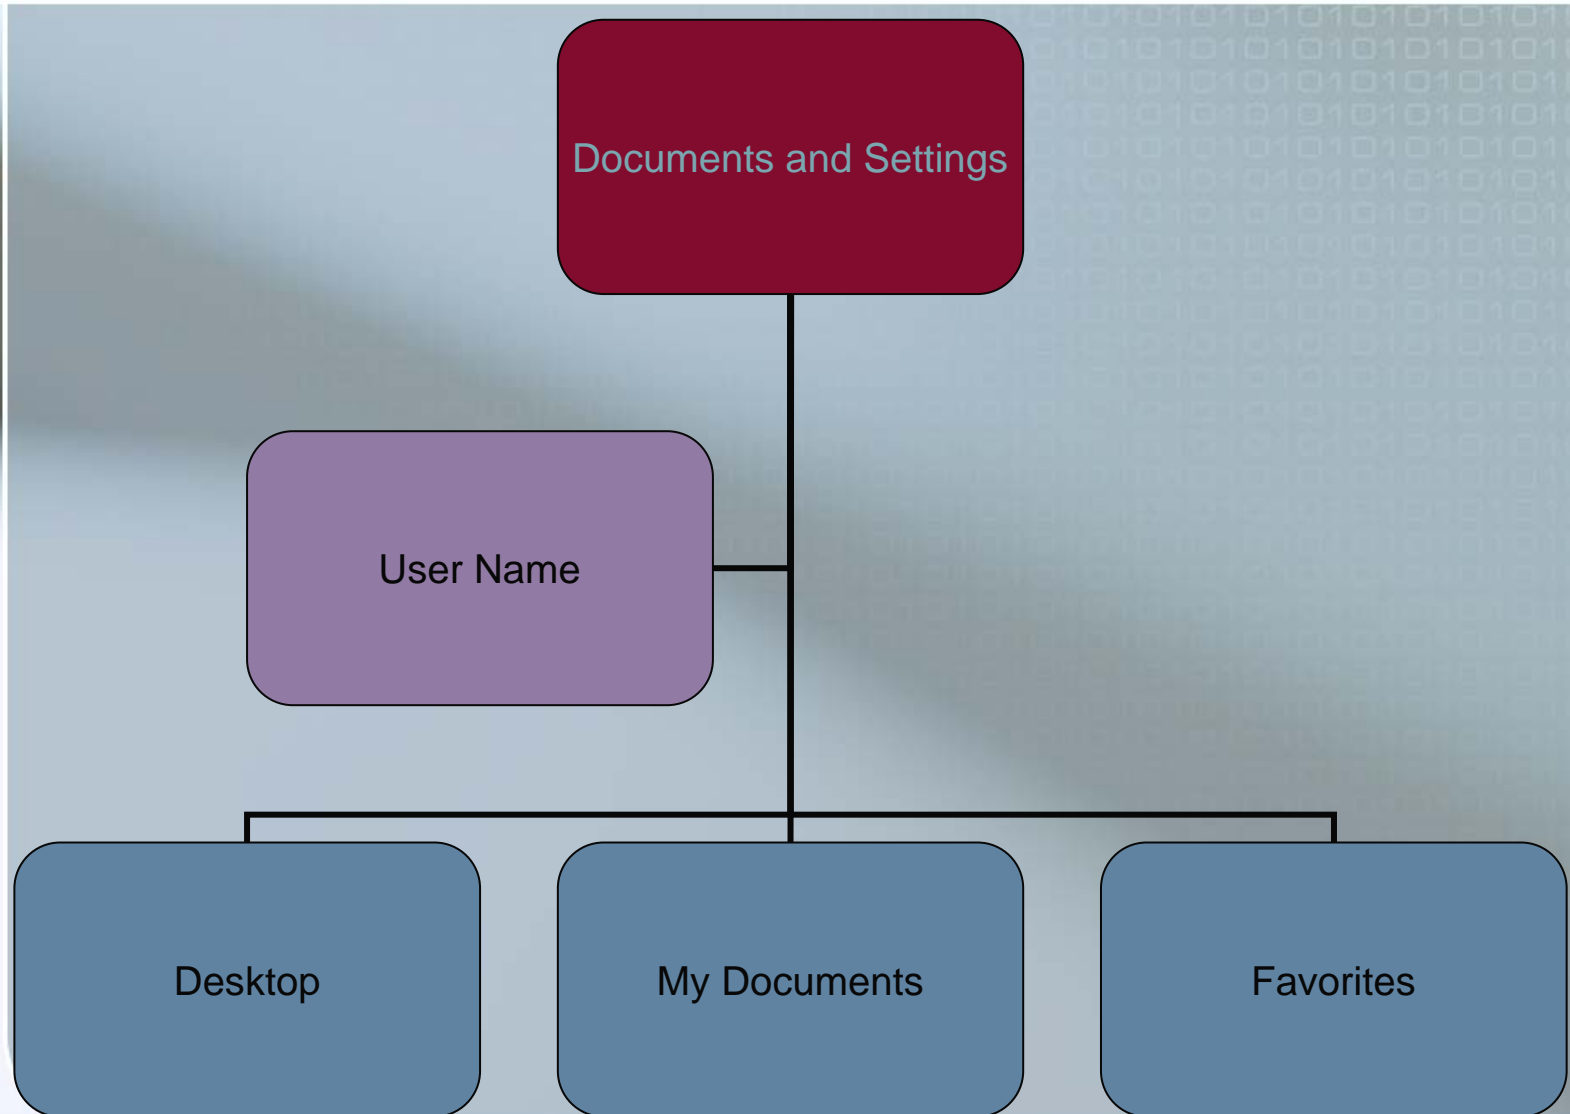 Documents and Settings
User Name
Desktop
My Documents
Favorites